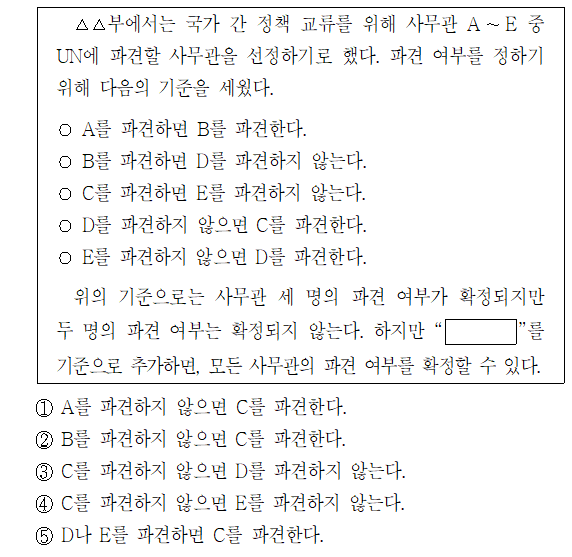 △△부에서는 국가 간 정책 교류를 위해 사무관 A～E 중
UN에 파견할 사무관을 선정하기로 했다. 파견 여부를 정하기
위해 다음의 기준을 세웠다.
○ A를 파견하면 B를 파견한다.
○ B를 파견하면 D를 파견하지 않는다.
○ C를 파견하면 E를 파견하지 않는다.
○ D를 파견하지 않으면 C를 파견한다.
○ E를 파견하지 않으면 D를 파견한다.
위의 기준으로는 사무관 세 명의 파견 여부가 확정되지만
두 명의 파견 여부는 확정되지 않는다. 하지만 “ ”를
기준으로 추가하면, 모든 사무관의 파견 여부를 확정할 수 있다.
① A를 파견하지 않으면 C를 파견한다.
② B를 파견하지 않으면 C를 파견한다.
③ C를 파견하지 않으면 D를 파견하지 않는다.
④ C를 파견하지 않으면 E를 파견하지 않는다.
⑤ D나 E를 파견하면 C를 파견한다.